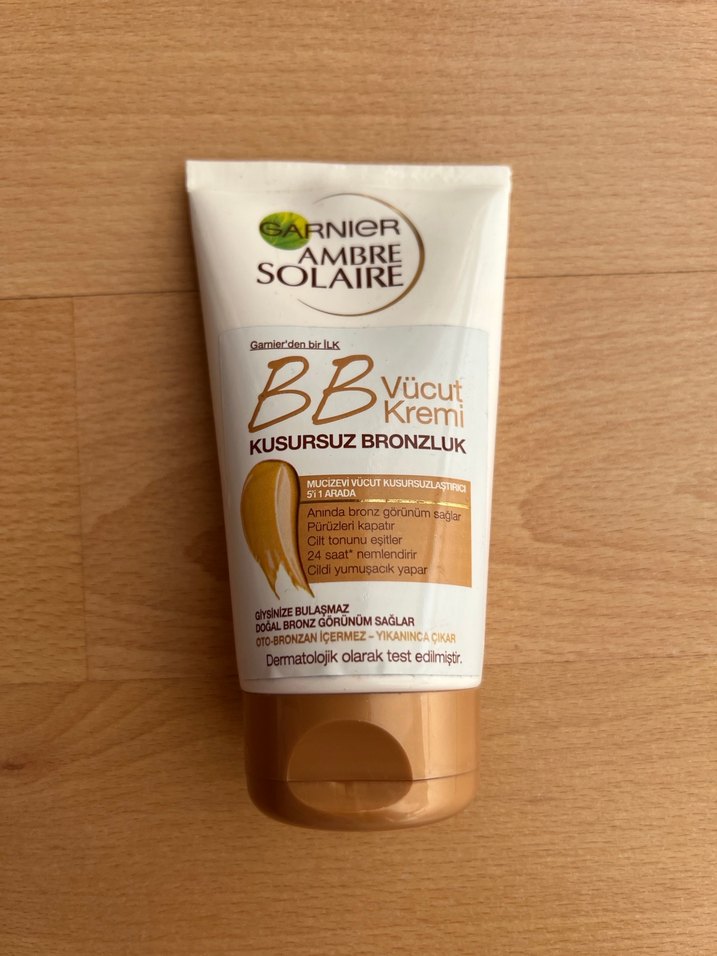 GARNIER
AMBRE
SOLAIRE
Garnier'den bir İLK
BB Vücut
Kremi
KUSURSUZ BRONZLUK
MUCİZEVİ VÜCUT KUSURSUZLAŞTIRICI
5'i 1 ARADA
Anında bronz görünüm sağlar
Pürüzleri kapatır
Cilt tonunu eşitler
24 saat* nemlendirir
Cildi yumuşacık yapar
GİYSİNİZE BULAŞMAZ
DOĞAL BRONZ GÖRÜNÜM SAĞLAR
OTO-BRONZAN İÇERMEZ – YIKANINCA ÇIKAR
Dermatolojik olarak test edilmiştir.